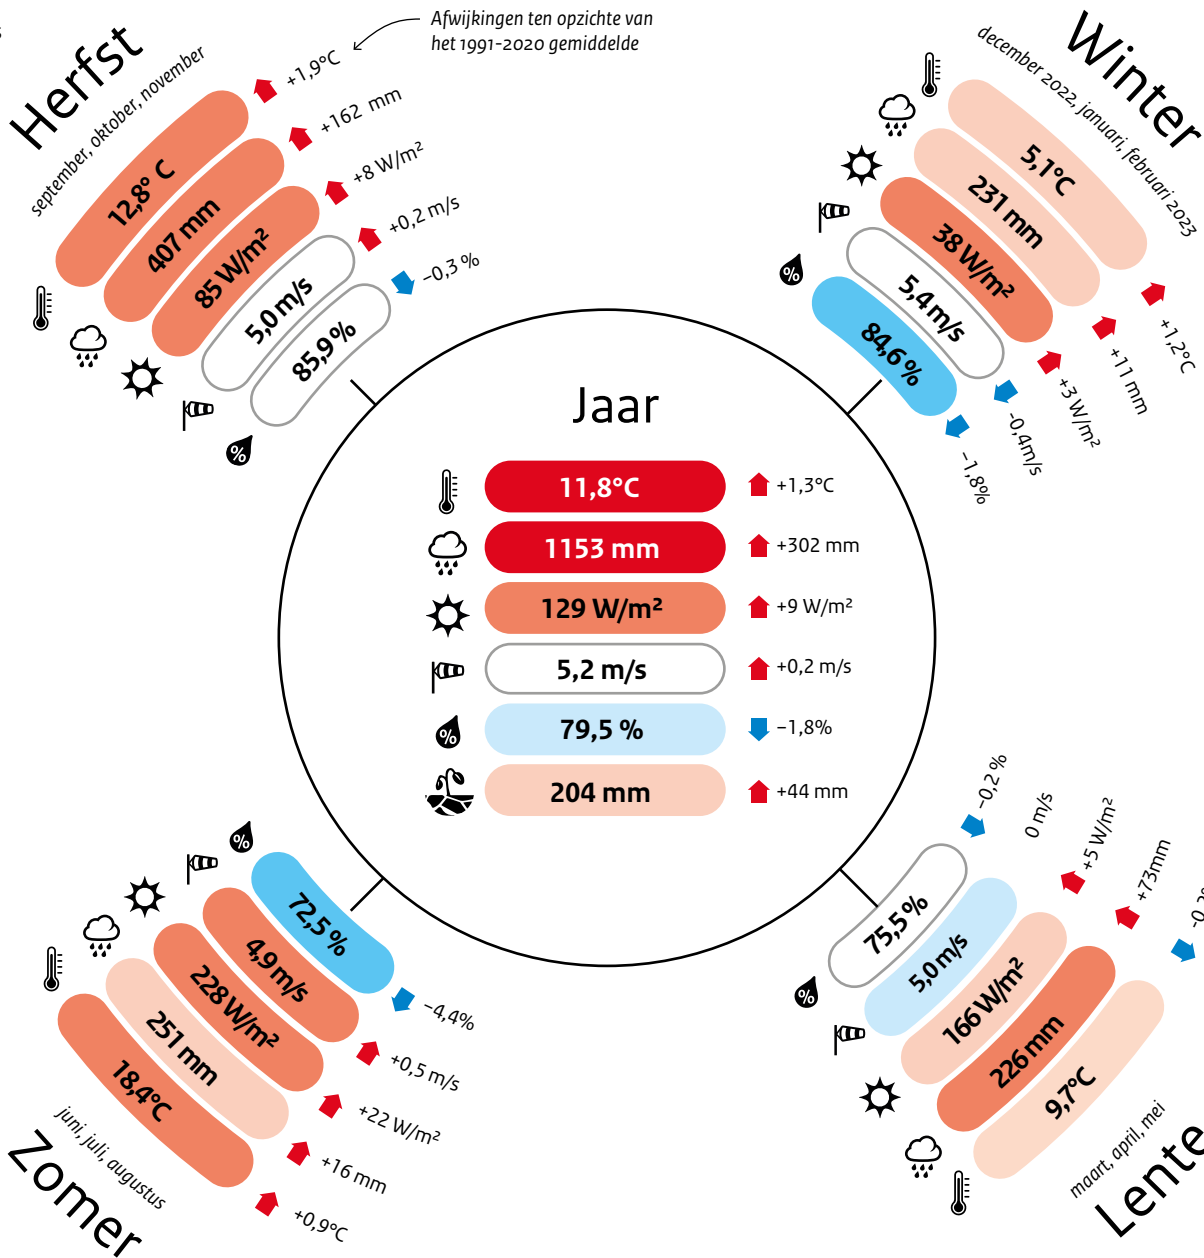 Afwijkingen ten opzichte van
het 1991-2020 gemiddelde
Herfst
september, oktober, november
12,8° C
+1,9°C
407 mm
+162 mm
85 W/m²
+8 W/m²
5,0 m/s
+0,2 m/s
85,9 %
−0,3 %
%
Winter
december 2022, januari, februari 2023
5,1°C
+1,2°C
231 mm
+11 mm
38 W/m²
+3 W/m²
5,4 m/s
−0,4m/s
84,6 %
−1,8%
%
Jaar
11,8°C
+1,3°C
1153 mm
+302 mm
129 W/m²
+9 W/m²
5,2 m/s
+0,2 m/s
%
79,5 %
−1,8%
204 mm
+44 mm
Zomer
juni, juli, augustus
%
72,5 %
−4,4%
4,9 m/s
+0,5 m/s
228 W/m²
+22 W/m²
251 mm
+16 mm
18,4°C
+0,9°C
Lente
maart, april, mei
%
75,5 %
−0,2 %
5,0 m/s
0 m/s
166 W/m²
+5 W/m²
226 mm
+73mm
9,7°C